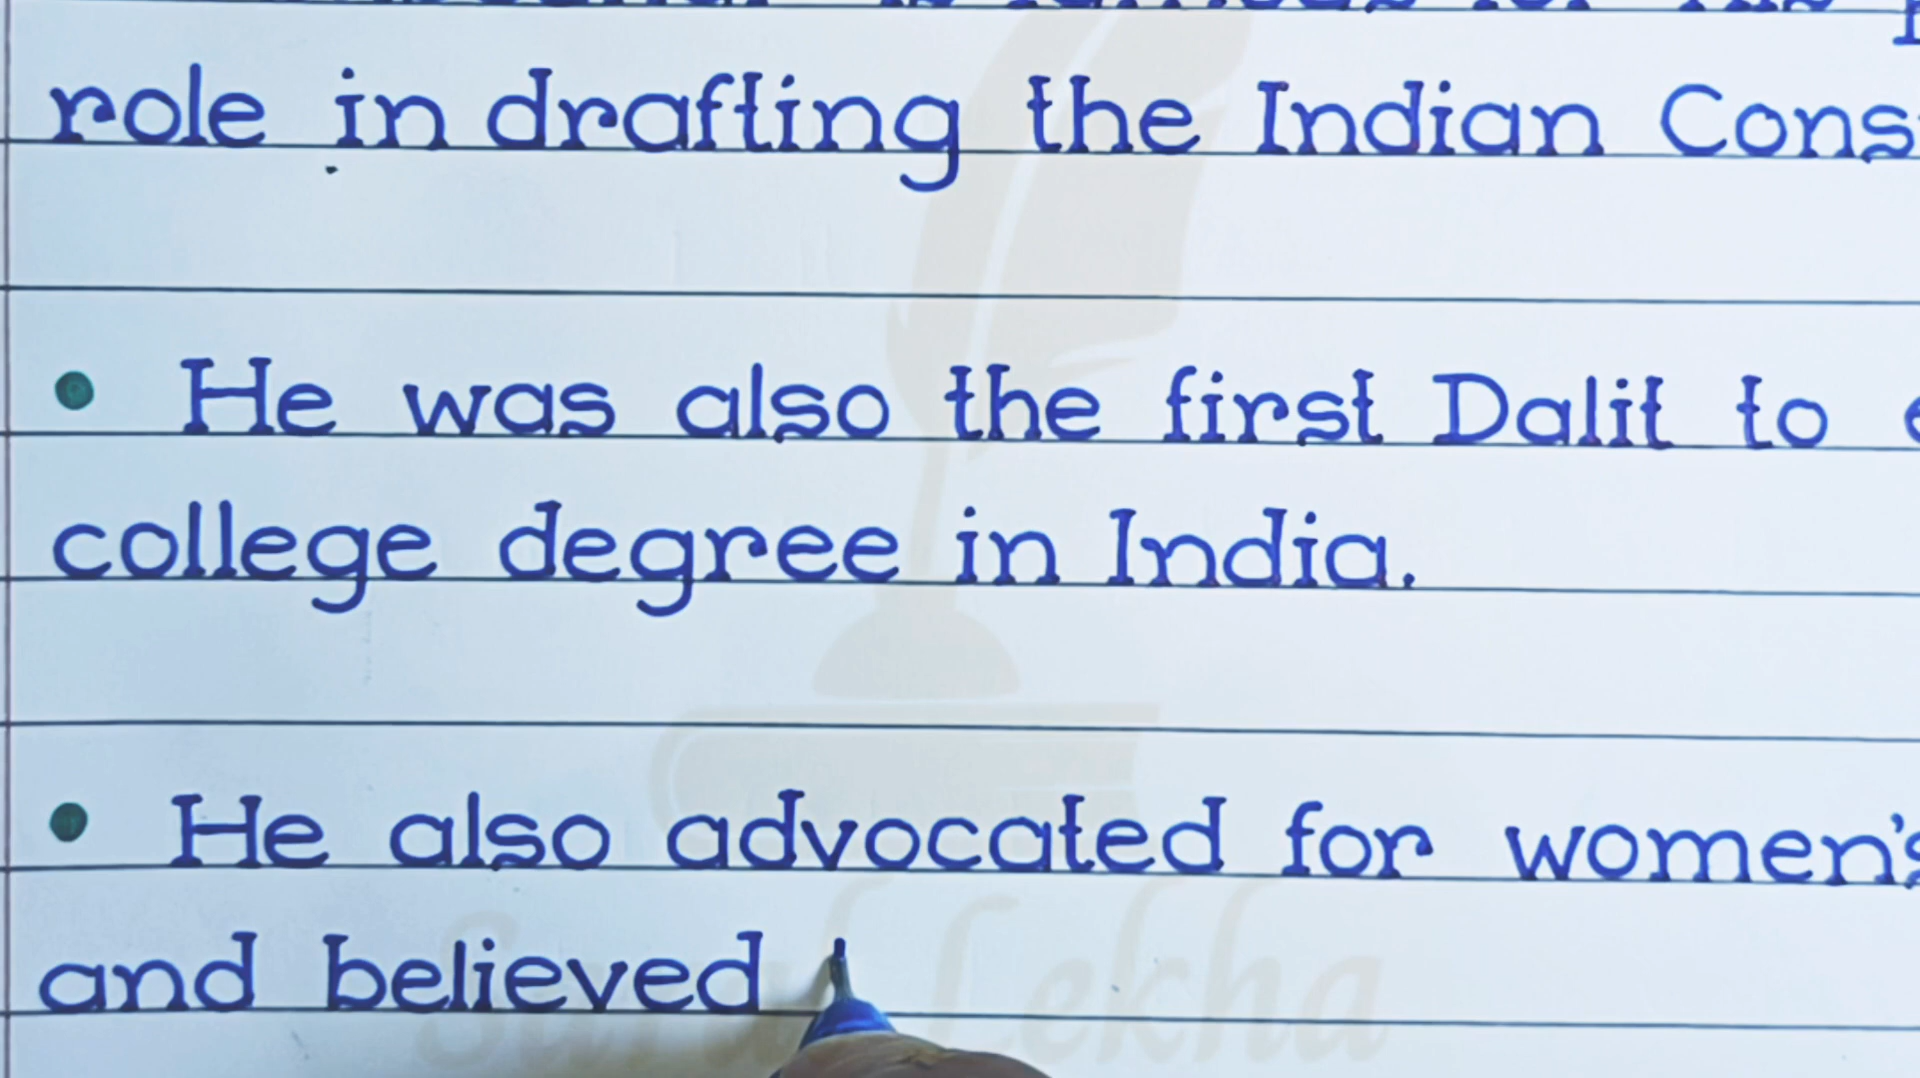 role in drafting the Indian Cons
• He was also the first Dalit to
college degree in India.
• He also advocated for women's
and believed
Lekha